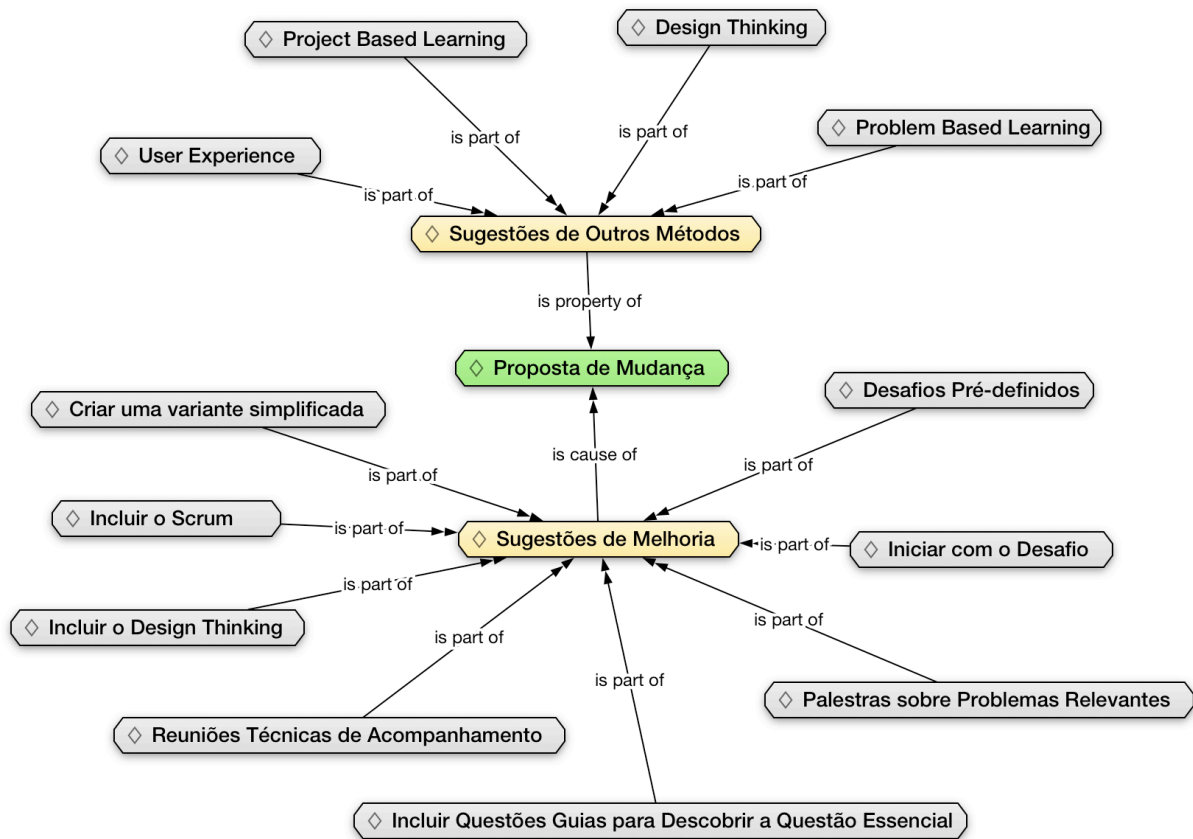 Project Based Learning
Design Thinking
Problem Based Learning
User Experience
is part of
is part of
is part of
is part of
Sugestões de Outros Métodos
is property of
Proposta de Mudança
Desafios Pré-definidos
Criar uma variante simplificada
is cause of
is part of
is part of
Incluir o Scrum
is part of
Sugestões de Melhoria
is part of
Iniciar com o Desafio
is part of
Incluir o Design Thinking
is part of
is part of
is part of
Palestras sobre Problemas Relevantes
Reuniões Técnicas de Acompanhamento
Incluir Questões Guias para Descobrir a Questão Essencial